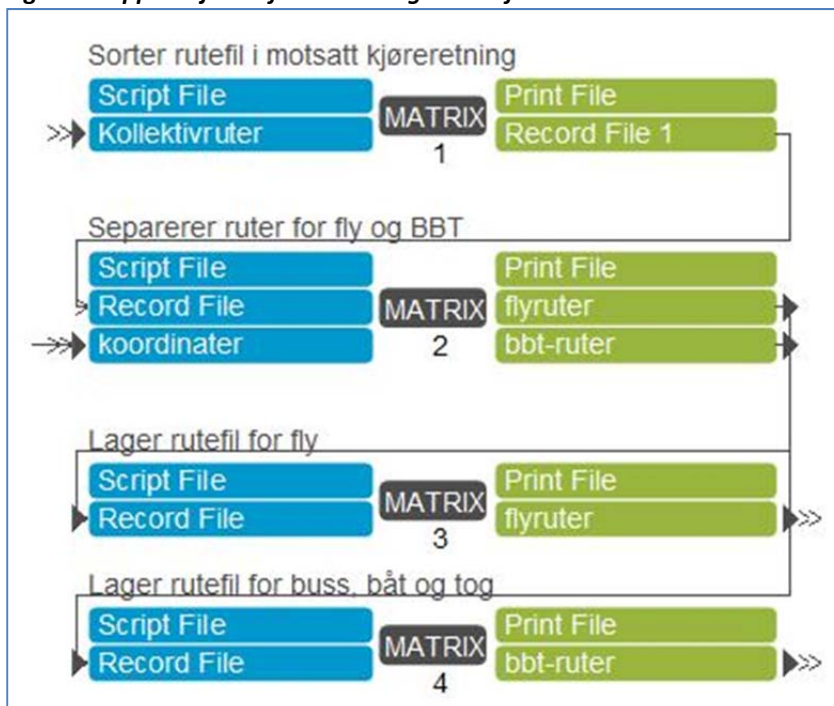 Sorter rutefil i motsatt kjøreretning
Script File
Print File
Kollektivruter
MATRIX
Record File 1
1
Separerer ruter for fly og BBT
Script File
Print File
Record File
MATRIX
flyruter
koordinater
2
bbt-ruter
Lager rutefil for fly
Script File
Print File
Record File
MATRIX
flyruter
3
Lager rutefil for buss, båt og tog
Script File
Print File
Record File
MATRIX
bbt-ruter
4